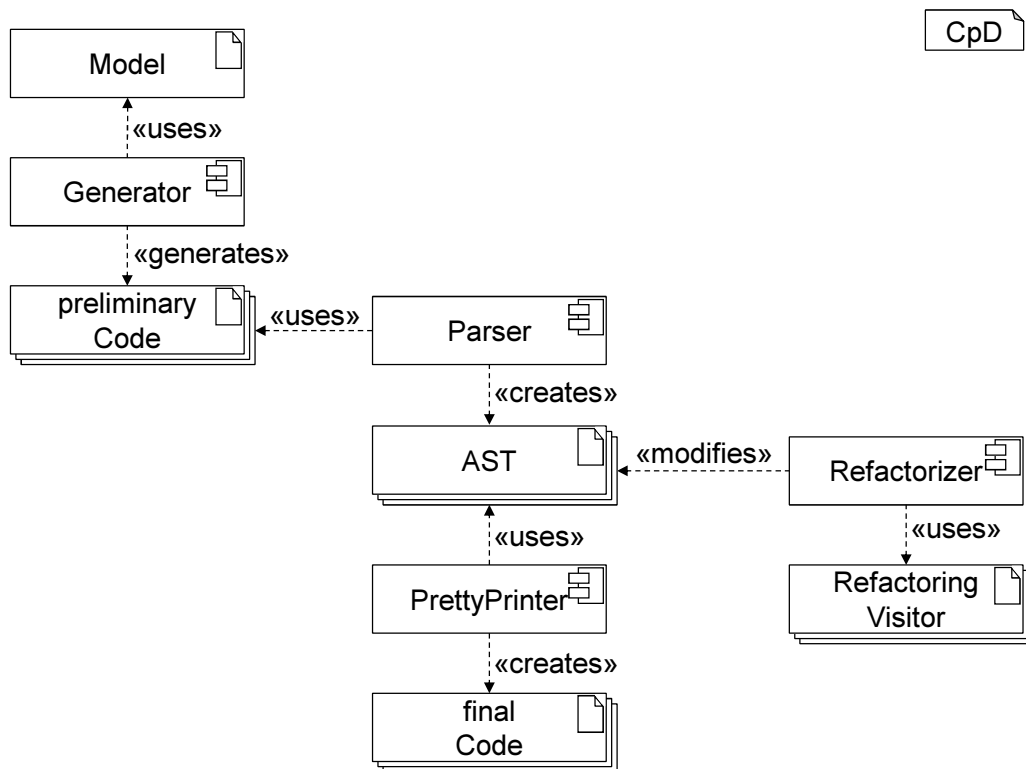 CpD
Model
«uses»
Generator
«generates»
preliminary
Code
«uses»
Parser
«creates»
AST
«modifies»
Refactorizer
«uses»
«uses»
PrettyPrinter
Refactoring
Visitor
«creates»
final
Code